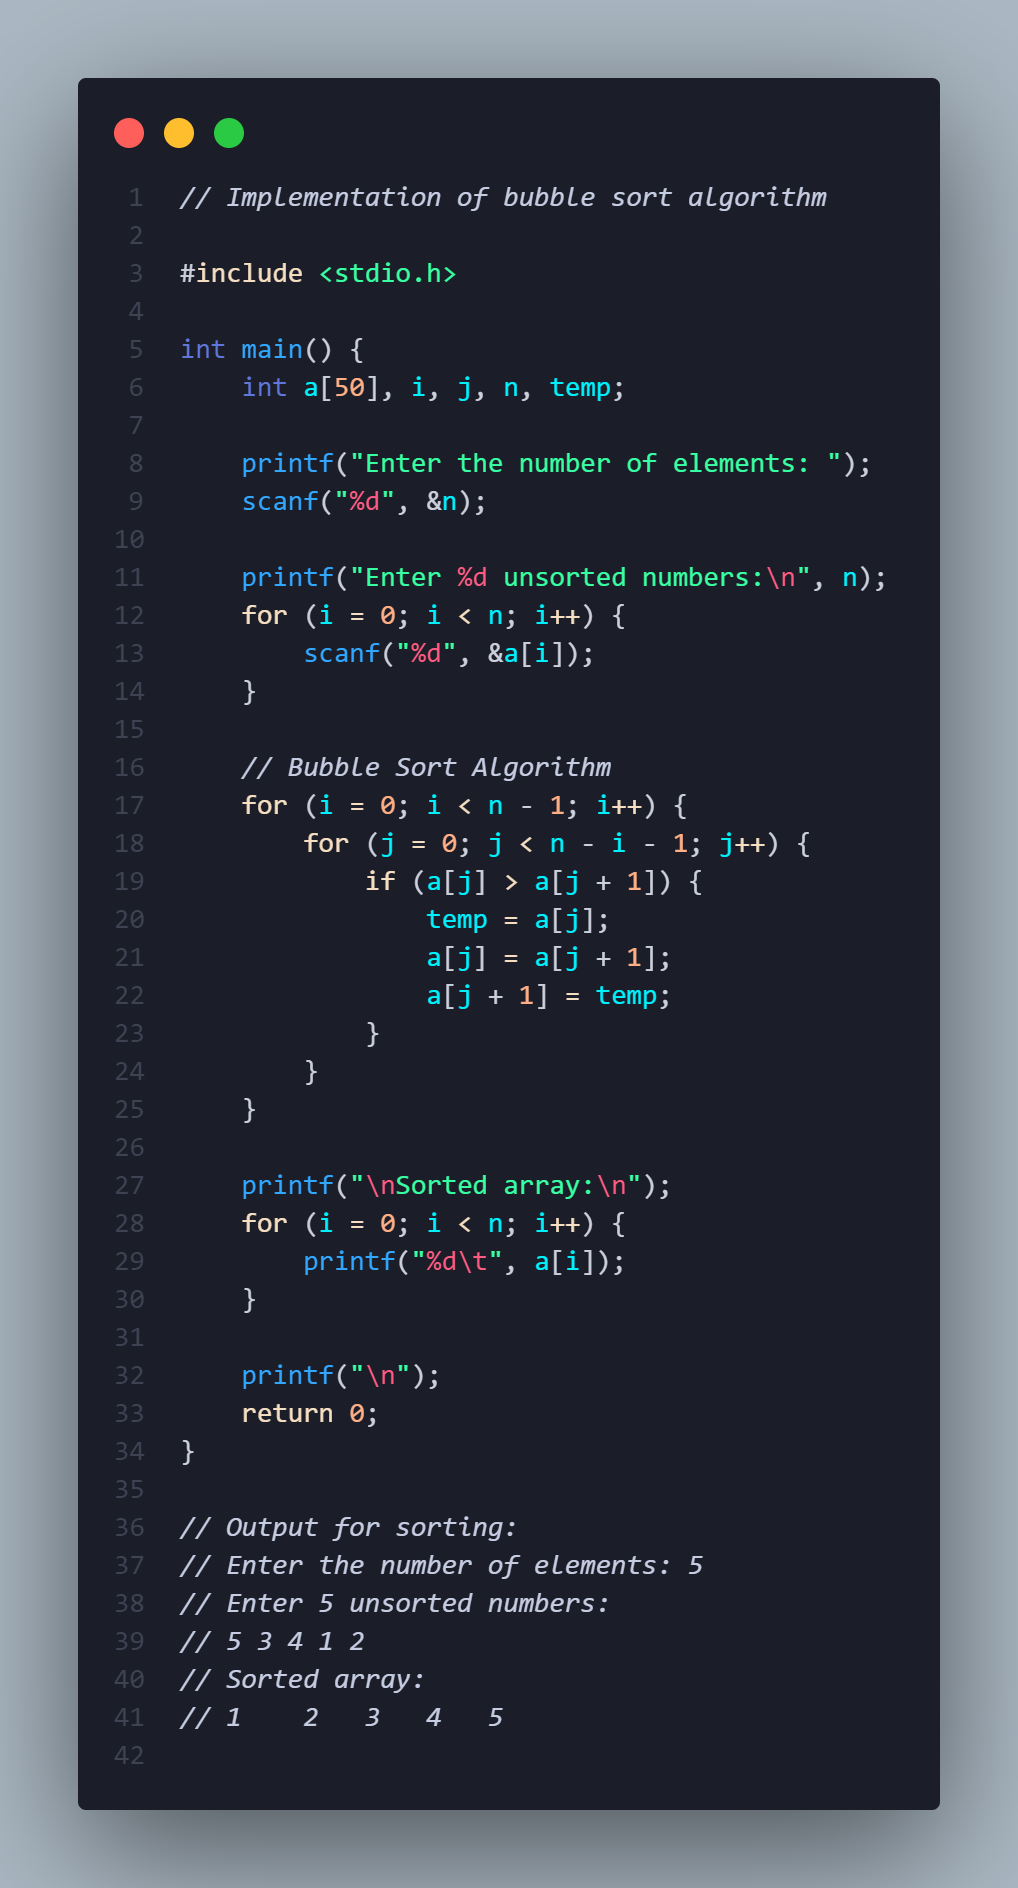 1 // Implementation of bubble sort algorithm
2
3 #include <stdio.h>
4
5 int main() {
6     int a[50], i, j, n, temp;
7
8     printf("Enter the number of elements: ");
9     scanf("%d", &n);
10
11     printf("Enter %d unsorted numbers:\n", n);
12     for (i = 0; i < n; i++) {
13         scanf("%d", &a[i]);
14     }
15
16     // Bubble Sort Algorithm
17     for (i = 0; i < n - 1; i++) {
18         for (j = 0; j < n - i - 1; j++) {
19             if (a[j] > a[j + 1]) {
20                 temp = a[j];
21                 a[j] = a[j + 1];
22                 a[j + 1] = temp;
23             }
24         }
25     }
26
27     printf("\nSorted array:\n");
28     for (i = 0; i < n; i++) {
29         printf("%d\t", a[i]);
30     }
31
32     printf("\n");
33     return 0;
34 }
35
36 // Output for sorting:
37 // Enter the number of elements: 5
38 // Enter 5 unsorted numbers:
39 // 5 3 4 1 2
40 // Sorted array:
41 // 1    2   3   4   5
42